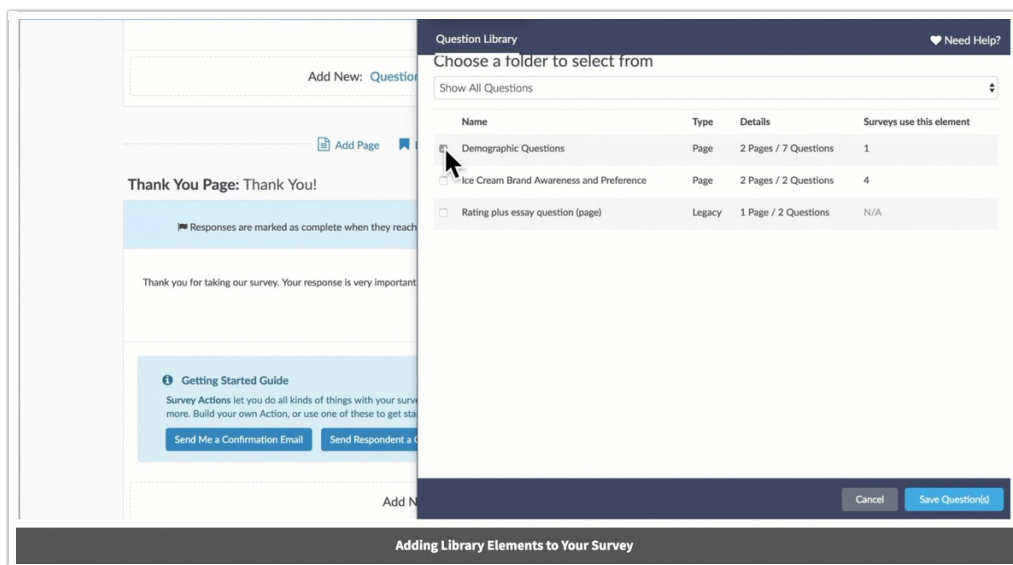 Question Library
Need Help?
Choose a folder to select from
Show All Questions
Name Type Details Surveys use this element
Demographic Questions Page 2 Pages / 7 Questions 1
Ice Cream Brand Awareness and Preference Page 2 Pages / 2 Questions 4
Rating plus essay question (page) Legacy 1 Page / 2 Questions N/A
Cancel Save Question(s)
Add New: Question
Add Page
Thank You Page: Thank You!
Responses are marked as complete when they reach
Thank you for taking our survey. Your response is very important
Getting Started Guide
Survey Actions let you do all kinds of things with your
more. Build your own Action, or use one of these to get
Send Me a Confirmation Email Send Respondent a
Add
Adding Library Elements to Your Survey